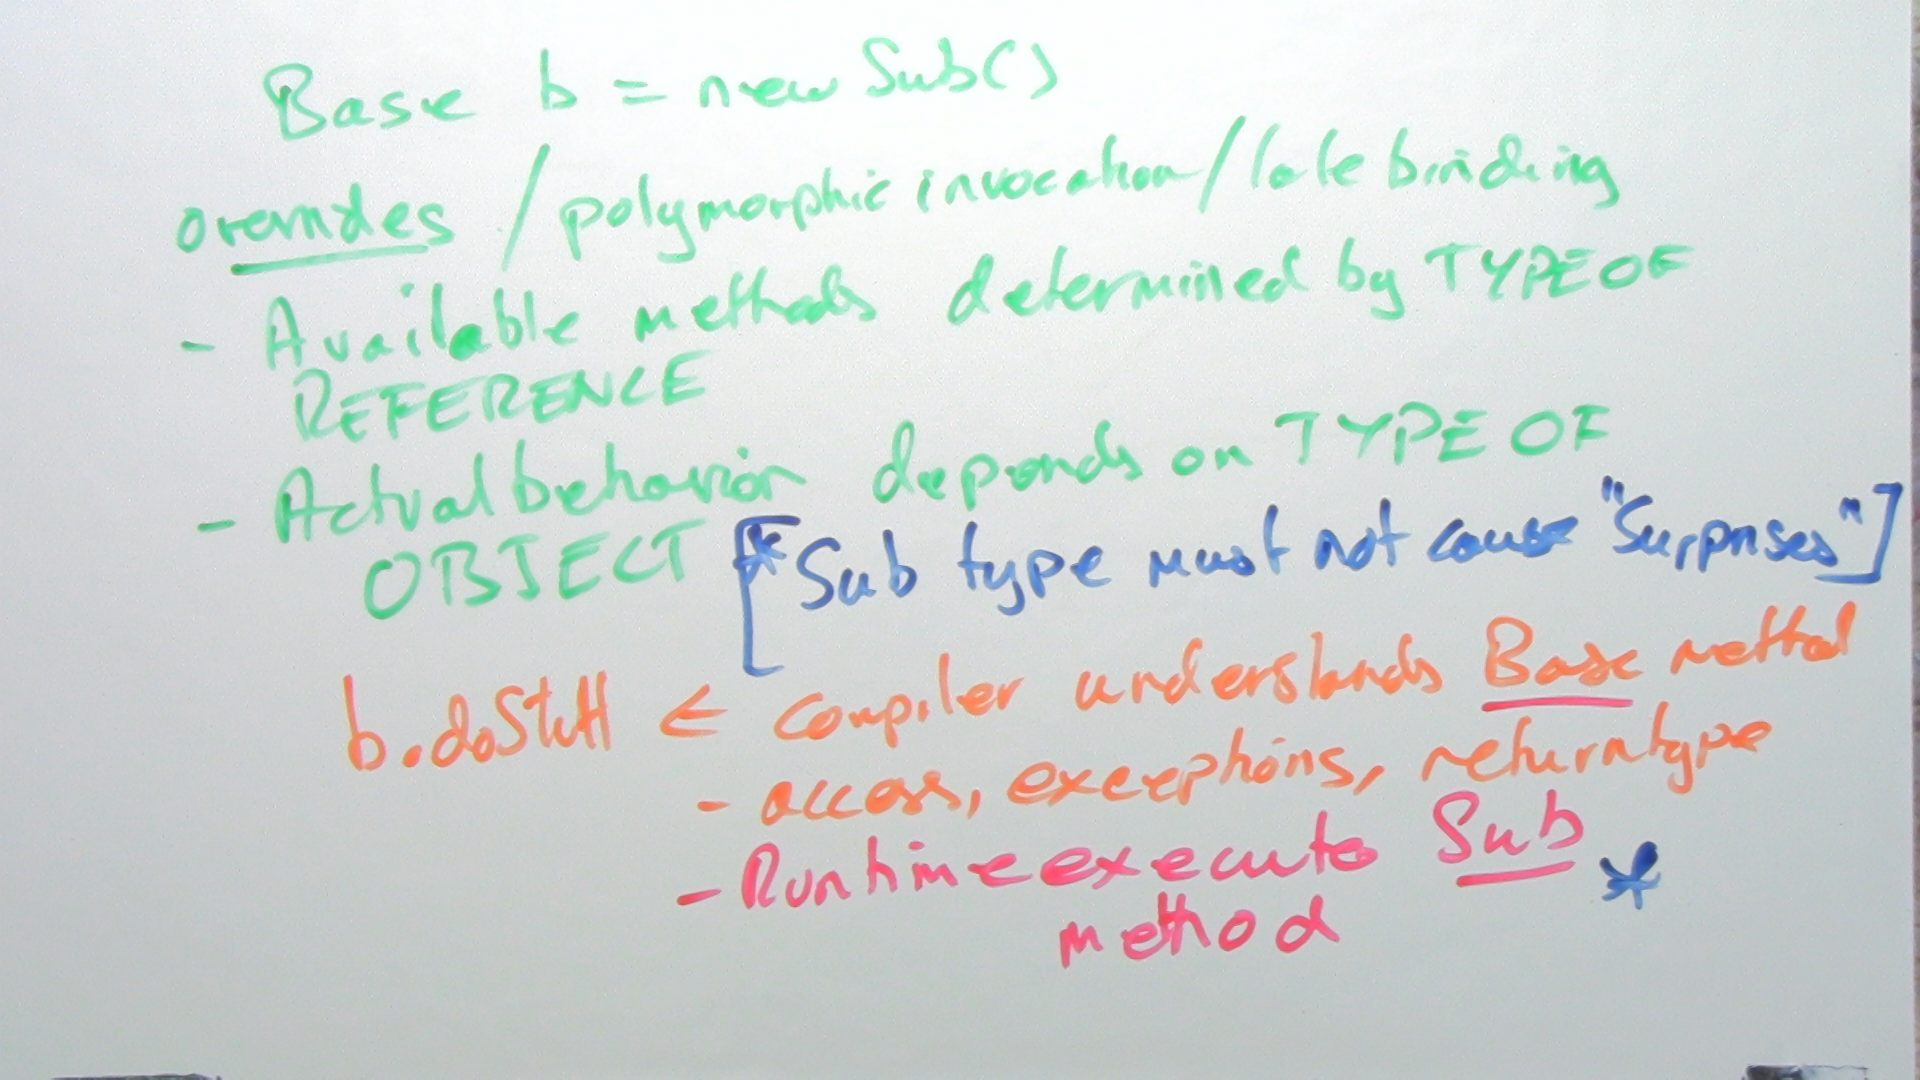 Base b = new Sub()
overrides / polymorphic invocation / late binding
- Available methods determined by TYPE OF
REFERENCE
- Actual behavior depends on TYPE OF
OBJECT [* Sub type must not cause "surprises"]
b.doStuff ← compiler understands Base method
- access, exceptions, return type
- Runtime executes Sub *
method